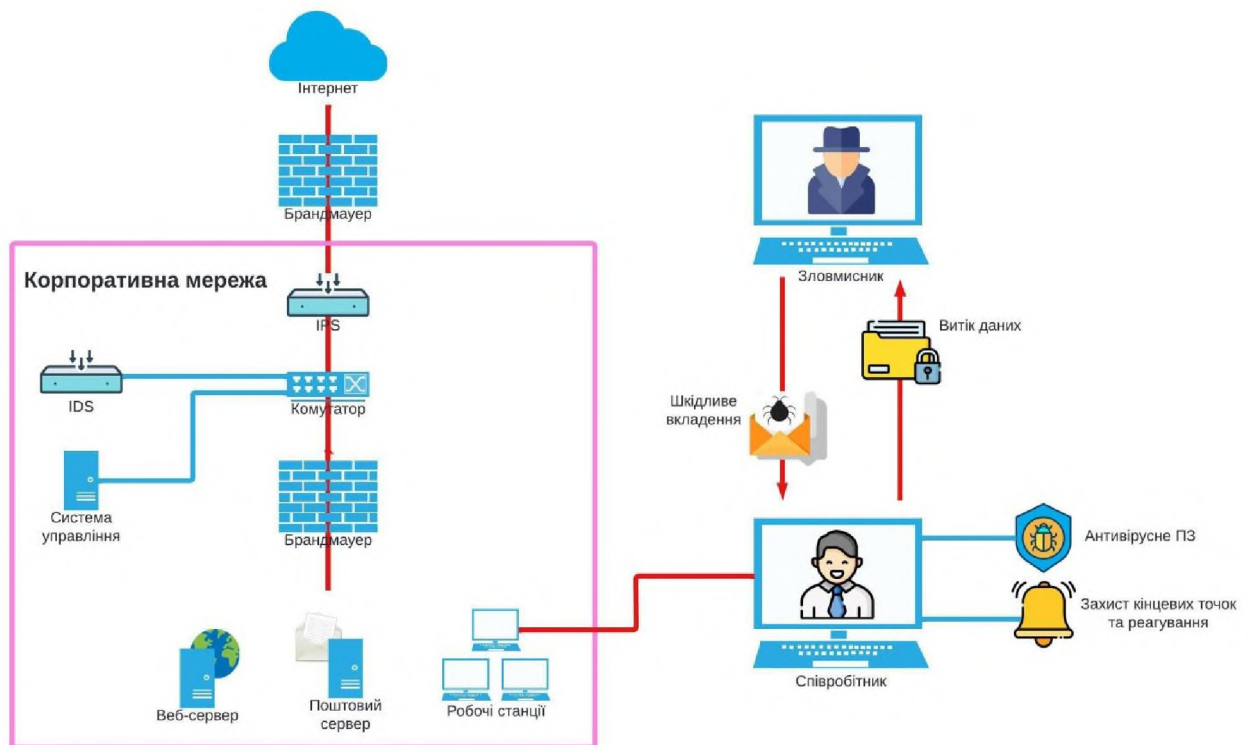 Інтернет
Брандмауер
Корпоративна мережа
IPS
IDS
Комутатор
Система
управління
Брандмауер
Веб-сервер
Поштовий
сервер
Робочі станції
Зловмисник
Витік даних
Шкідливе
вкладення
Антивірусне ПЗ
Захист кінцевих точок
та реагування
Співробітник